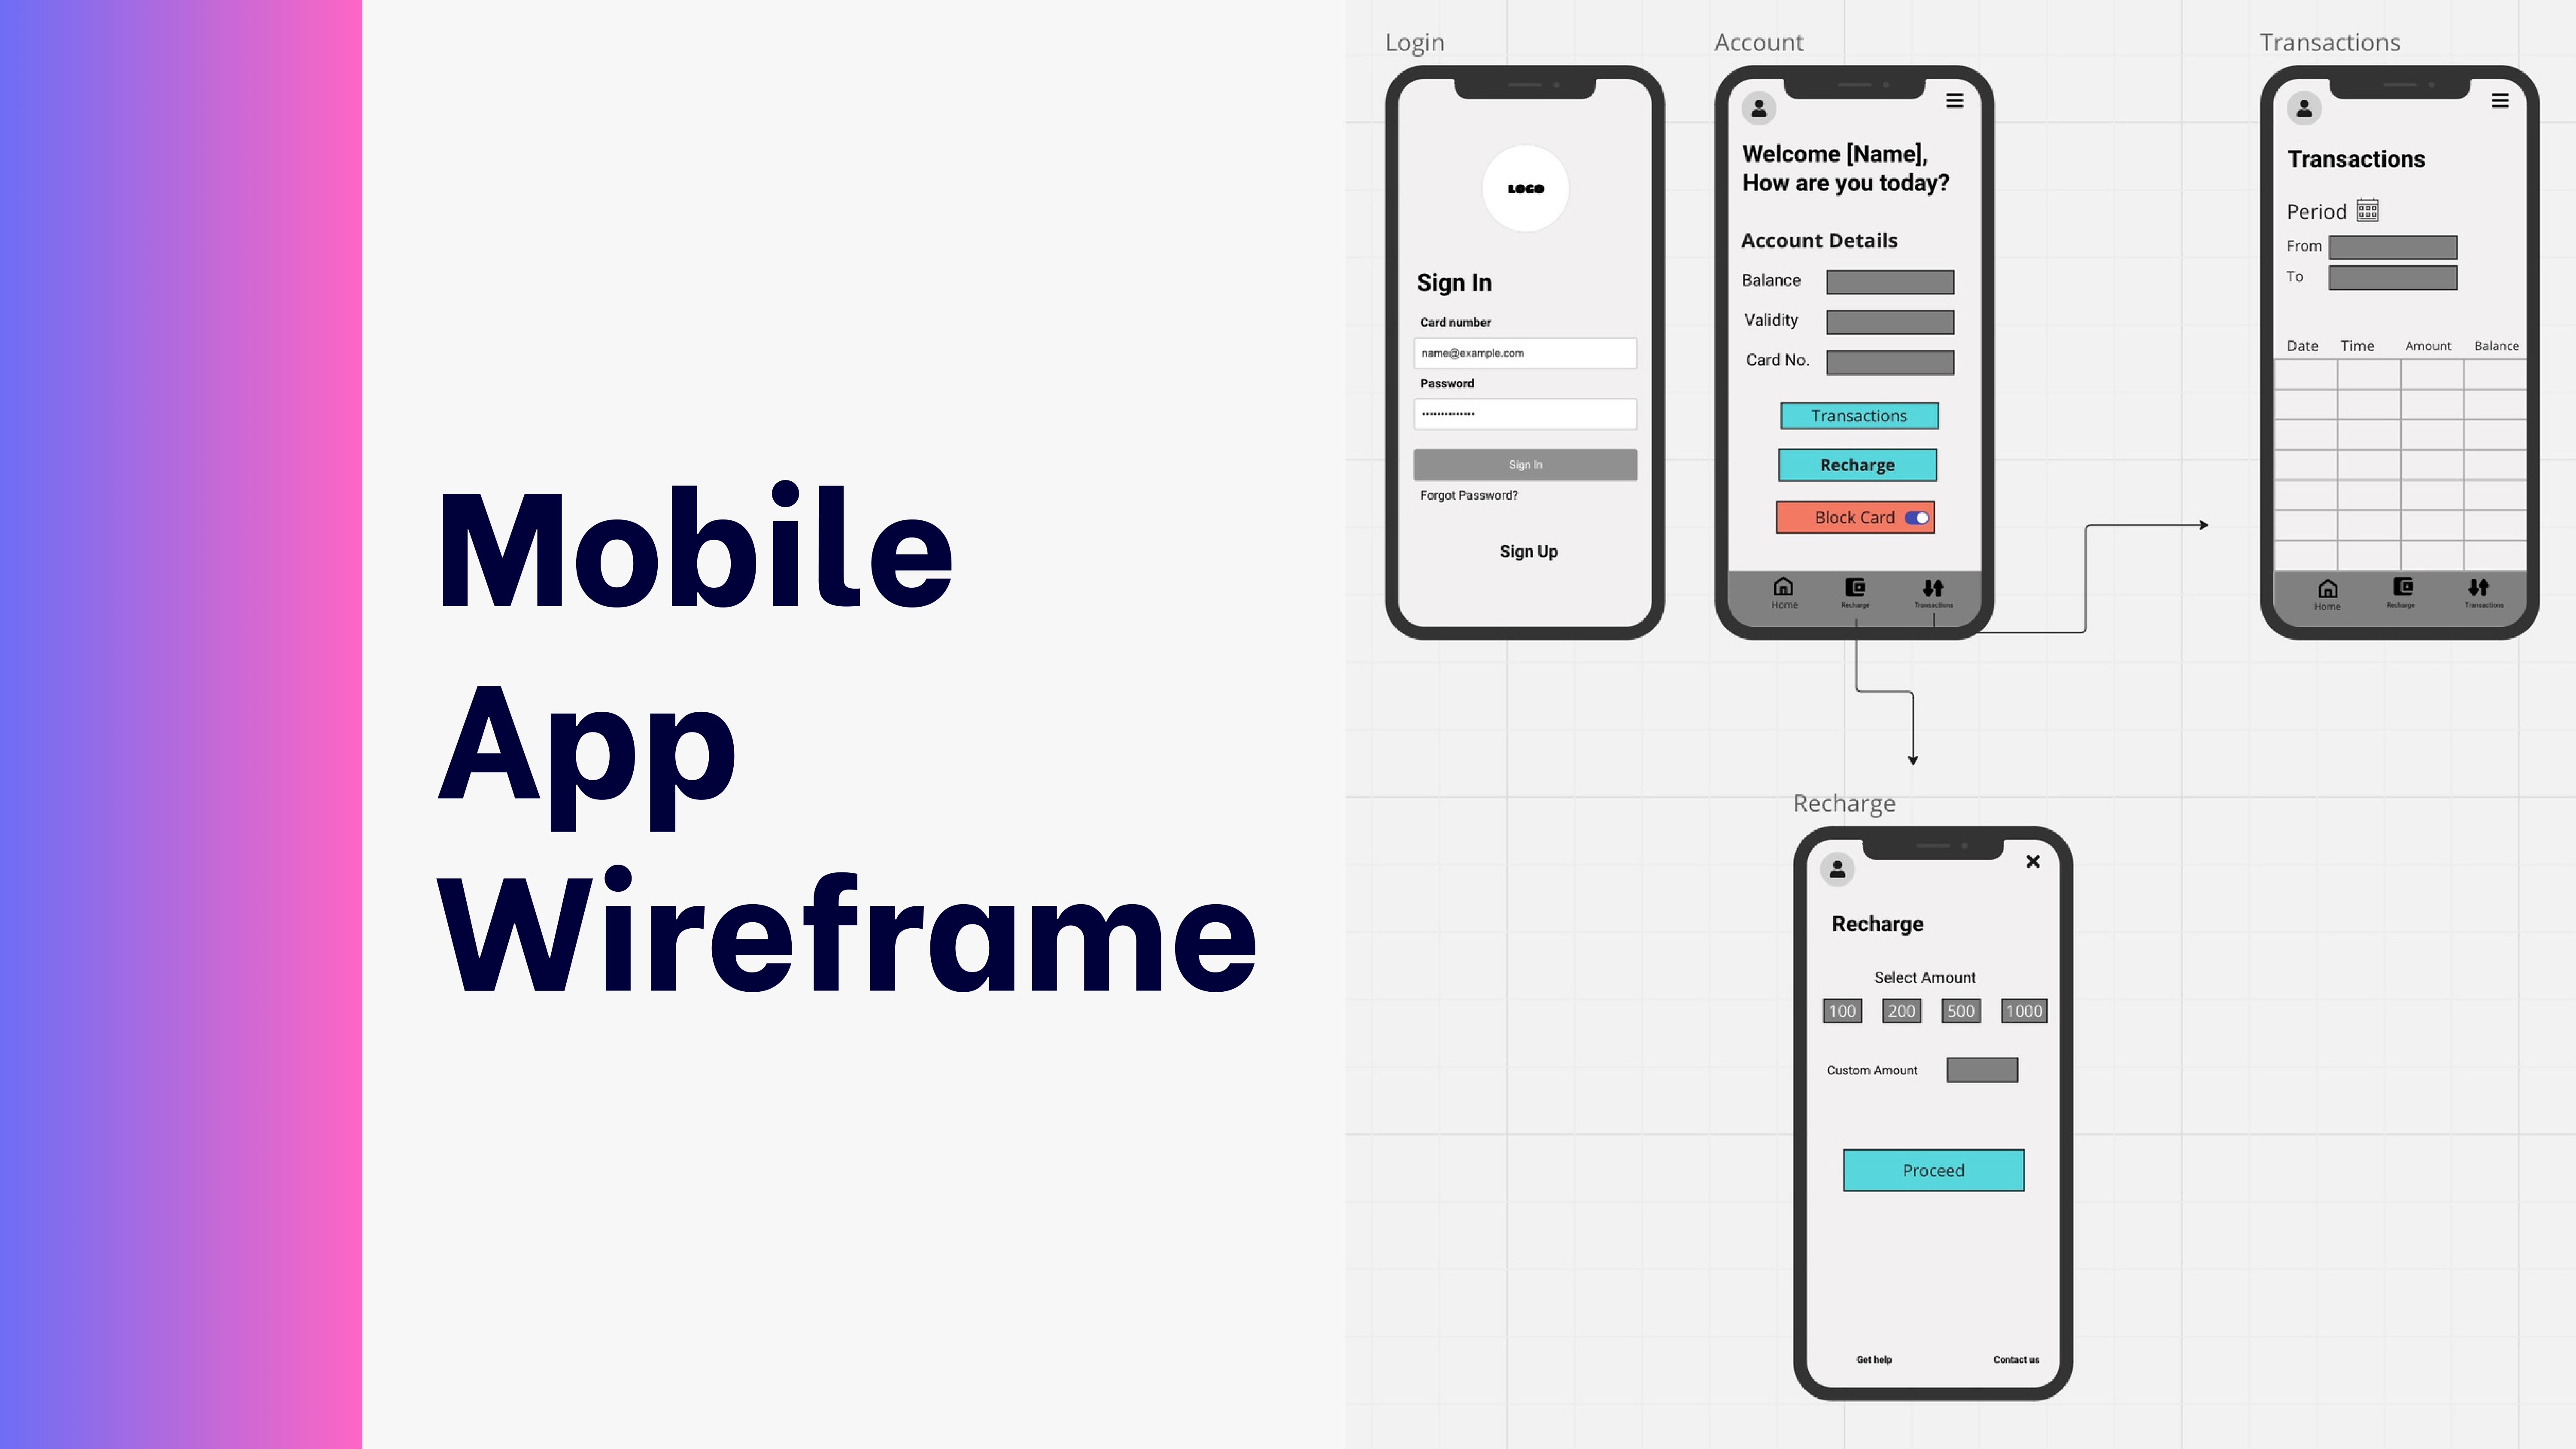 Mobile
App
Wireframe
Login
LOGO
Sign In
Card number
name@example.com
Password
Sign In
Forgot Password?
Sign Up
Account
Welcome [Name],
How are you today?
Account Details
Balance
Validity
Card No.
Transactions
Recharge
Block Card
Home Recharge Transactions
Transactions
Transactions
Period
From
To
Date Time Amount Balance
Home Recharge Transactions
Recharge
Recharge
Select Amount
100 200 500 1000
Custom Amount
Proceed
Get help Contact us